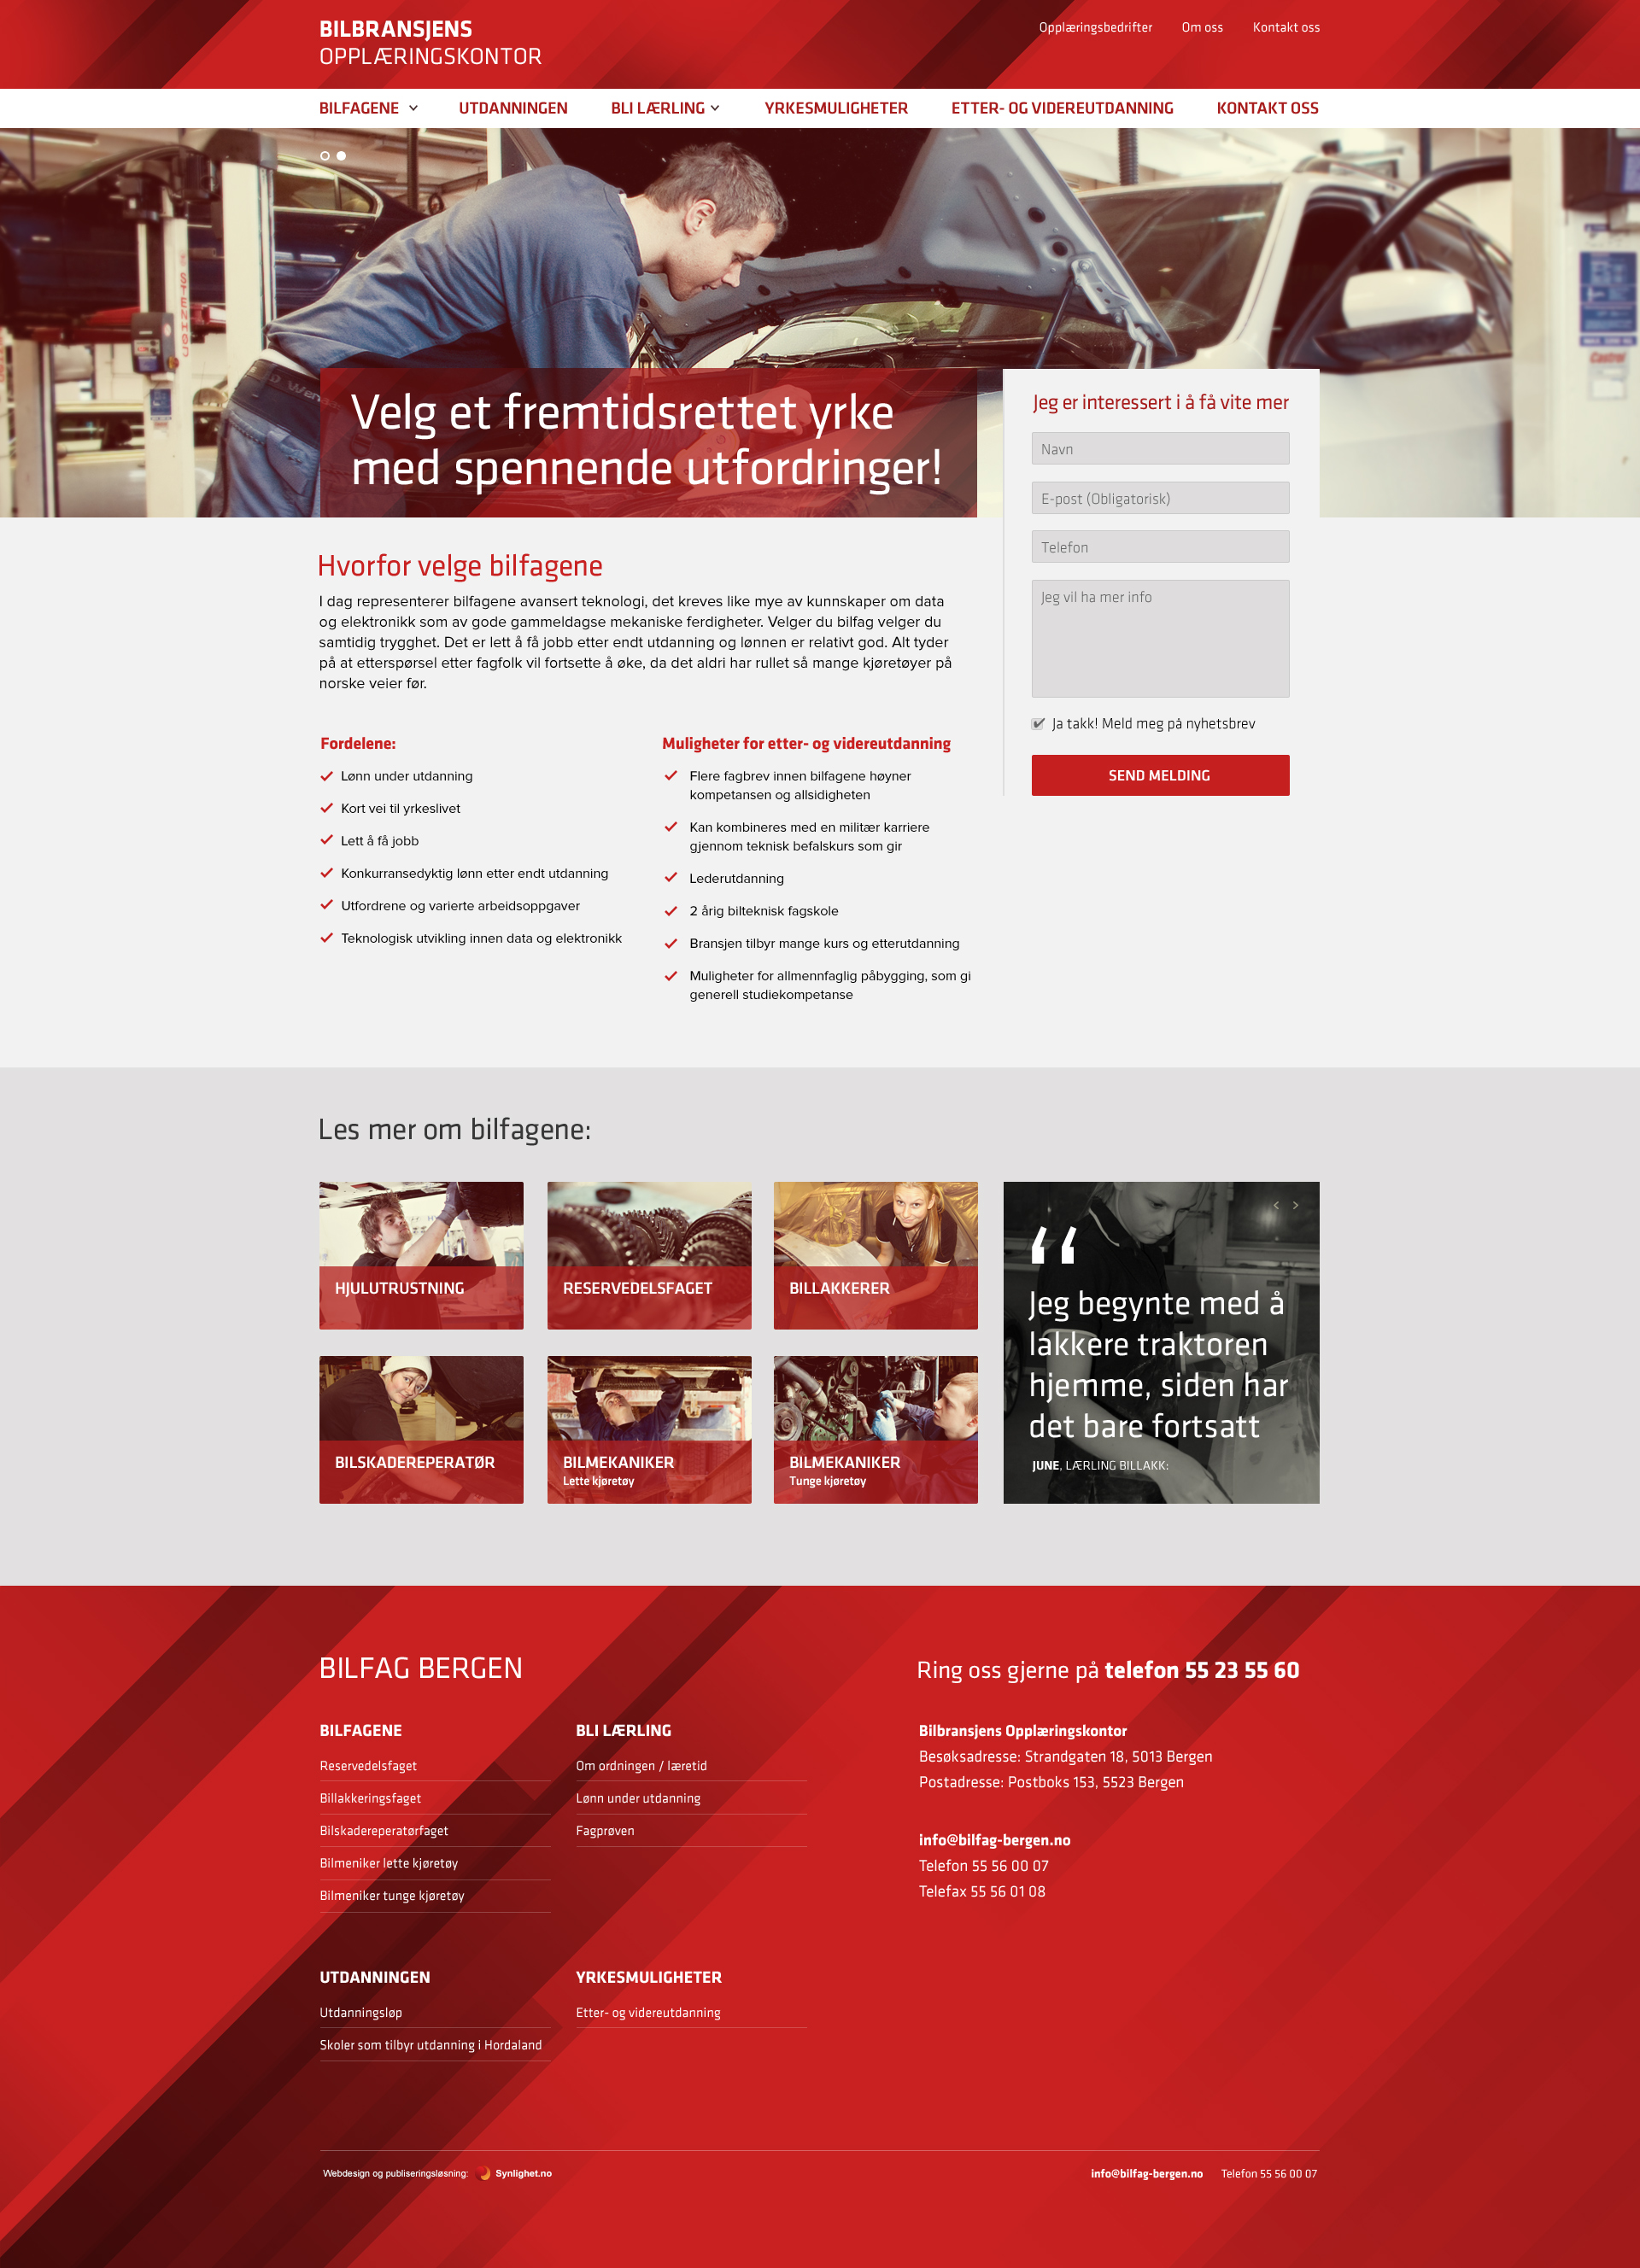 BILBRANSJENS
OPPLÆRINGSKONTOR
Opplæringsbedrifter Om oss Kontakt oss
BILFAGENE UTDANNINGEN BLI LÆRLING YRKESMULIGHETER ETTER- OG VIDEREUTDANNING KONTAKT OSS
STENHOJ
Castrol
Velg et fremtidsrettet yrke
med spennende utfordringer!
Jeg er interessert i å få vite mer
Navn
E-post (Obligatorisk)
Telefon
Jeg vil ha mer info
Ja takk! Meld meg på nyhetsbrev
SEND MELDING
Hvorfor velge bilfagene
I dag representerer bilfagene avansert teknologi, det kreves like mye av kunnskaper om data
og elektronikk som av gode gammeldagse mekaniske ferdigheter. Velger du bilfag velger du
samtidig trygghet. Det er lett å få jobb etter endt utdanning og lønnen er relativt god. Alt tyder
på at etterspørsel etter fagfolk vil fortsette å øke, da det aldri har rullet så mange kjøretøyer på
norske veier før.
Fordelene:
Lønn under utdanning
Kort vei til yrkeslivet
Lett å få jobb
Konkurransedyktig lønn etter endt utdanning
Utfordrene og varierte arbeidsoppgaver
Teknologisk utvikling innen data og elektronikk
Muligheter for etter- og videreutdanning
Flere fagbrev innen bilfagene høyner
kompetansen og allsidigheten
Kan kombineres med en militær karriere
gjennom teknisk befalskurs som gir
Lederutdanning
2 årig bilteknisk fagskole
Bransjen tilbyr mange kurs og etterutdanning
Muligheter for allmennfaglig påbygging, som gi
generell studiekompetanse
Les mer om bilfagene:
HJULUTRUSTNING
RESERVEDELSFAGET
BILLAKKERER
BILSKADEREPERATØR
BILMEKANIKER
Lette kjøretøy
BILMEKANIKER
Tunge kjøretøy
“
Jeg begynte med å
lakkere traktoren
hjemme, siden har
det bare fortsatt
JUNE, LÆRLING BILLAKK:
BILFAG BERGEN
BILFAGENE
Reservedelsfaget
Billakkeringsfaget
Bilskadereperatørfaget
Bilmeniker lette kjøretøy
Bilmeniker tunge kjøretøy
BLI LÆRLING
Om ordningen / læretid
Lønn under utdanning
Fagprøven
UTDANNINGEN
Utdanningsløp
Skoler som tilbyr utdanning i Hordaland
YRKESMULIGHETER
Etter- og videreutdanning
Ring oss gjerne på telefon 55 23 55 60
Bilbransjens Opplæringskontor
Besøksadresse: Strandgaten 18, 5013 Bergen
Postadresse: Postboks 153, 5523 Bergen
info@bilfag-bergen.no
Telefon 55 56 00 07
Telefax 55 56 01 08
Webdesign og publiseringsløsning: Synlighet.no
info@bilfag-bergen.no Telefon 55 56 00 07